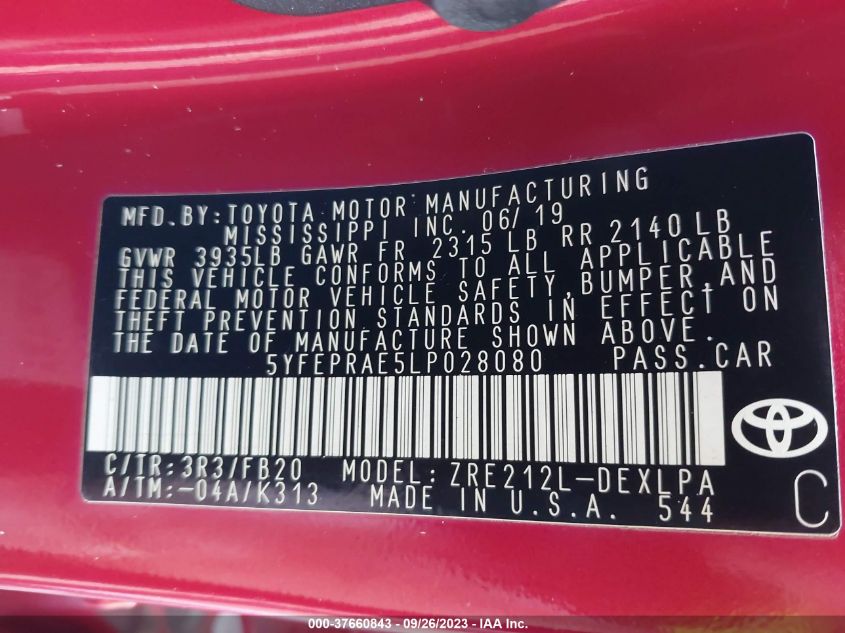 MFD. BY: TOYOTA MOTOR MANUFACTURING
MISSISSIPPI INC. 06/19
GVWR 3935LB GAWR FR 2315 LB RR 2140 LB
THIS VEHICLE CONFORMS TO ALL APPLICABLE
FEDERAL MOTOR VEHICLE SAFETY, BUMPER, AND
THEFT PREVENTION STANDARDS IN EFFECT ON
THE DATE OF MANUFACTURE SHOWN ABOVE.
5YFEPRAE5LP028080 PASS. CAR
C/TR: 3R3/FB20 MODEL: ZRE212L-DEXLPA
A/TM: -04A/K313 MADE IN U.S.A. 544
C
000-37660843 - 09/26/2023 - IAA Inc.